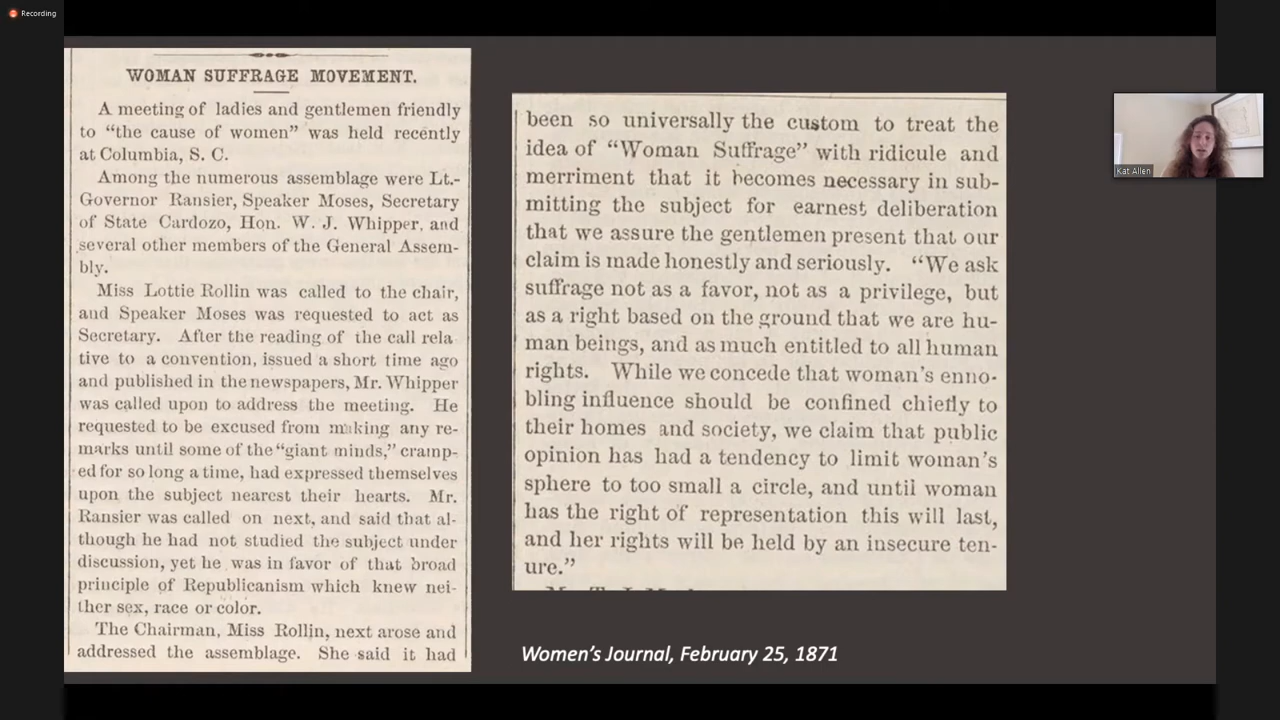 Recording
WOMAN SUFFRAGE MOVEMENT.
A meeting of ladies and gentlemen friendly
to "the cause of women" was held recently
at Columbia, S. C.
Among the numerous assemblage were Lt.-
Governor Ransier, Speaker Moses, Secretary
of State Cardozo, Hon. W. J. Whipper, and
several other members of the General Assem-
bly.
Miss Lottie Rollin was called to the chair,
and Speaker Moses was requested to act as
Secretary. After the reading of the call rela
tive to a convention, issued a short time ago
and published in the newspapers, Mr. Whipper
was called upon to address the meeting. He
requested to be excused from making any re-
marks until some of the "giant minds," cramp-
ed for so long a time, had expressed themselves
upon the subject nearest their hearts. Mr.
Ransier was called on next, and said that al-
though he had not studied the subject under
discussion, yet he was in favor of that broad
principle of Republicanism which knew nei-
ther sex, race or color.
The Chairman, Miss Rollin, next arose and
addressed the assemblage. She said it had
been so universally the custom to treat the
idea of "Woman Suffrage" with ridicule and
merriment that it becomes necessary in sub-
mitting the subject for earnest deliberation
that we assure the gentlemen present that our
claim is made honestly and seriously. "We ask
suffrage not as a favor, not as a privilege, but
as a right based on the ground that we are hu-
man beings, and as much entitled to all human
rights. While we concede that woman's enno-
bling influence should be confined chiefly to
their homes and society, we claim that public
opinion has had a tendency to limit woman's
sphere to too small a circle, and until woman
has the right of representation this will last,
and her rights will be held by an insecure ten-
ure."
Women's Journal, February 25, 1871
Kat Allen